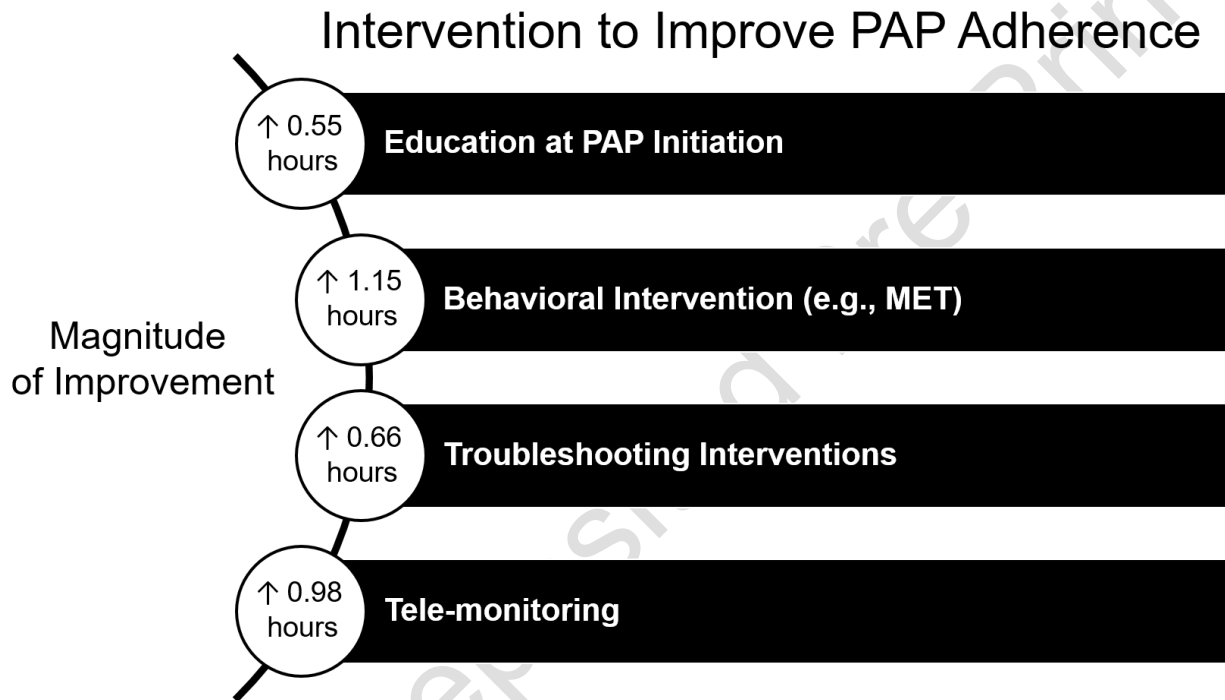 Intervention to Improve PAP Adherence
↑ 0.55
hours
Education at PAP Initiation
↑ 1.15
hours
Behavioral Intervention (e.g., MET)
Magnitude
of Improvement
↑ 0.66
hours
Troubleshooting Interventions
↑ 0.98
hours
Tele-monitoring